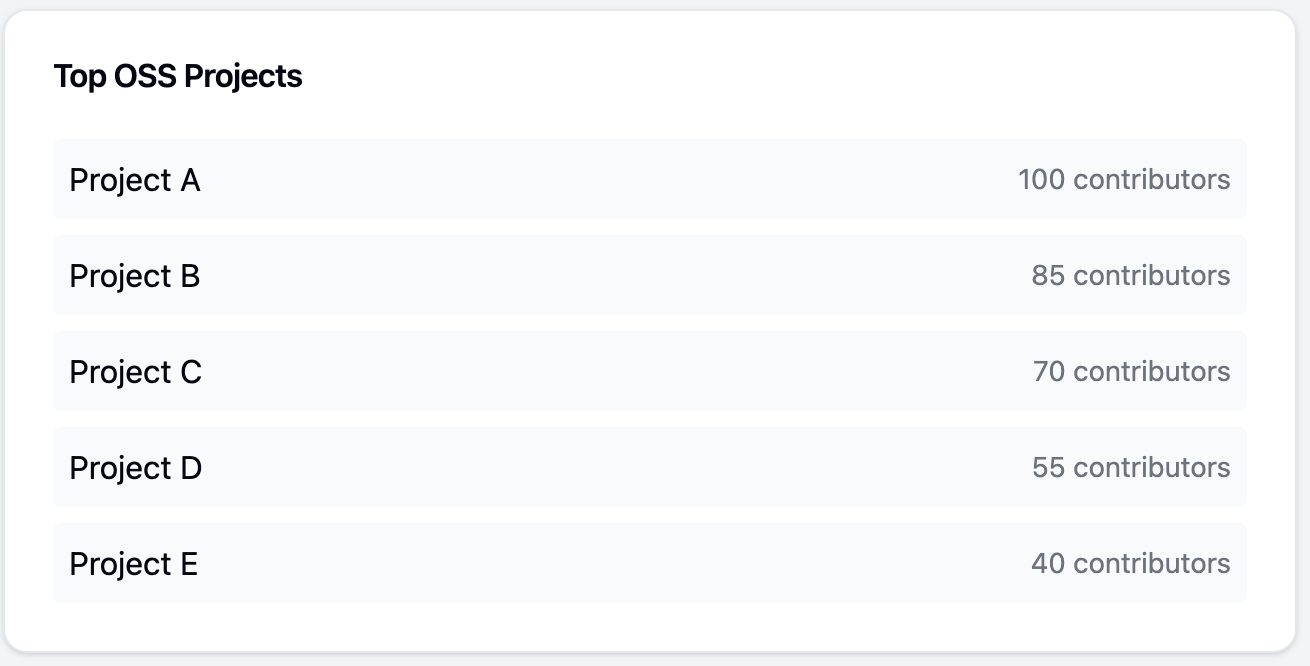 Top OSS Projects
Project A 100 contributors
Project B 85 contributors
Project C 70 contributors
Project D 55 contributors
Project E 40 contributors